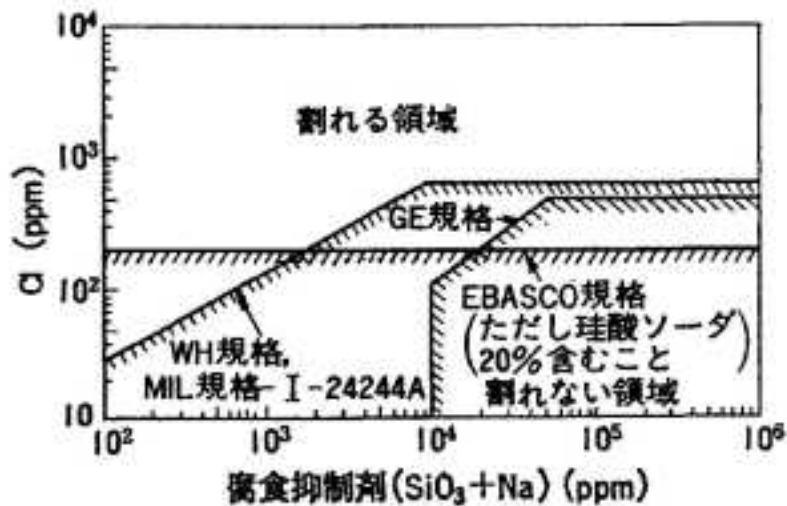 10⁴
割れる領域
10³
GE規格
Cl (ppm)
10²
EBASCO規格
(ただし珪酸ソーダ
20%含むこと)
WH規格,
MIL規格-I-24244A
割れない領域
10
10² 10³ 10⁴ 10⁵ 10⁶
腐食抑制剤(SiO₃+Na)(ppm)